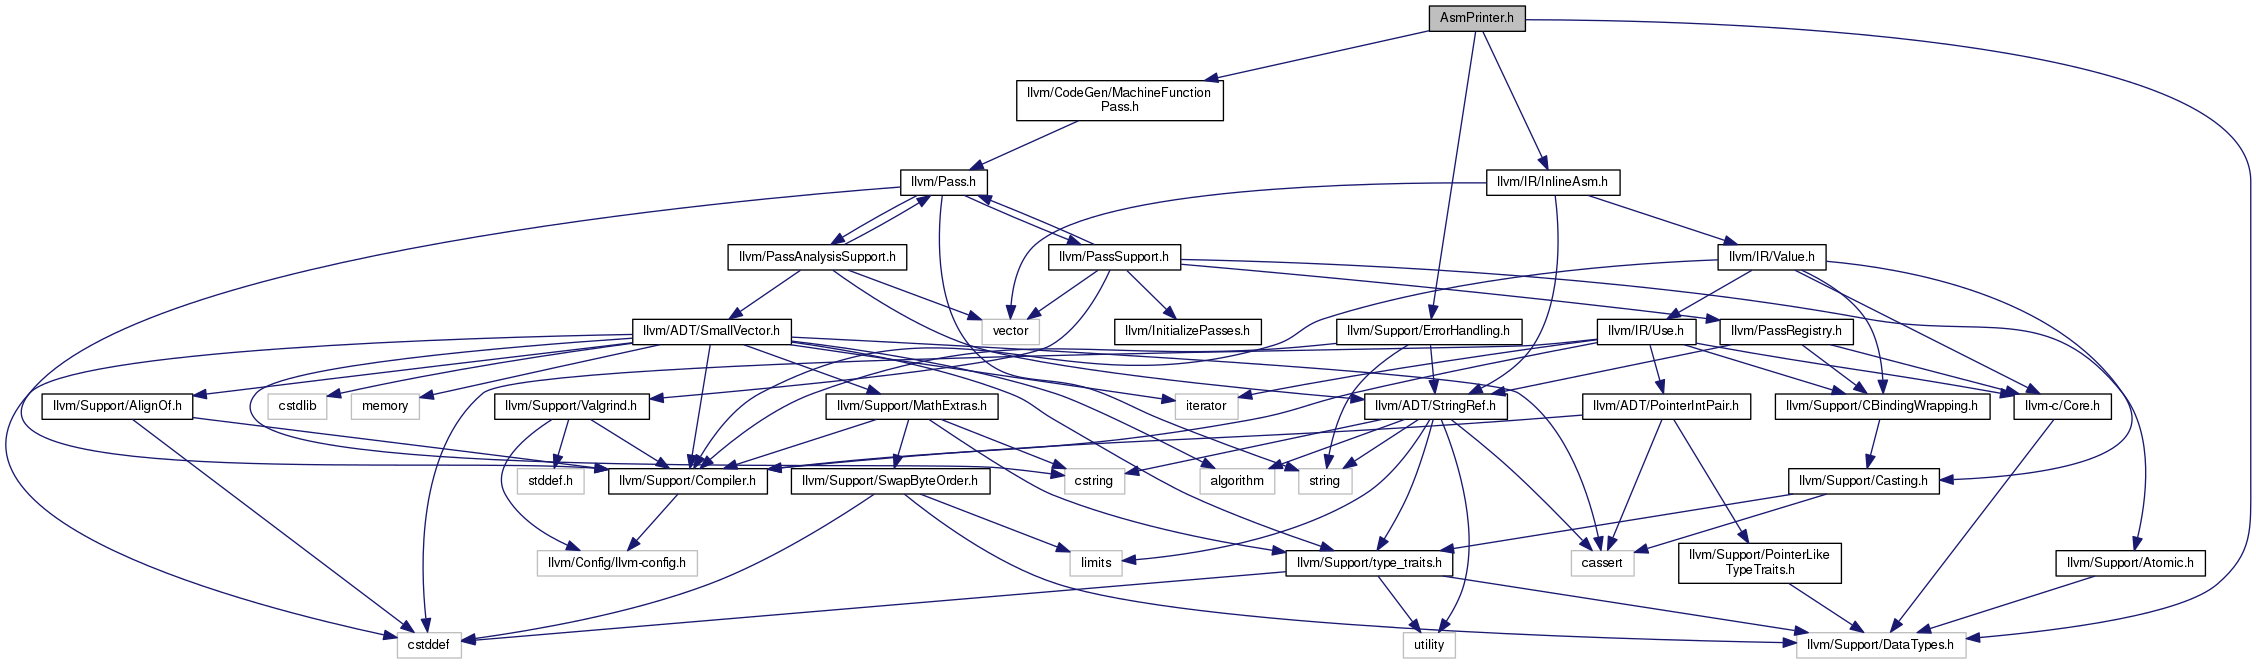 AsmPrinter.h
llvm/CodeGen/MachineFunction
Pass.h
llvm/Pass.h
llvm/IR/InlineAsm.h
llvm/PassAnalysisSupport.h
llvm/PassSupport.h
llvm/IR/Value.h
llvm/ADT/SmallVector.h
vector
llvm/InitializePasses.h
llvm/Support/ErrorHandling.h
llvm/IR/Use.h
llvm/PassRegistry.h
llvm/Support/AlignOf.h
cstdlib
memory
llvm/Support/Valgrind.h
llvm/Support/MathExtras.h
iterator
llvm/ADT/StringRef.h
llvm/ADT/PointerIntPair.h
llvm/Support/CBindingWrapping.h
llvm-c/Core.h
stddef.h
llvm/Support/Compiler.h
llvm/Support/SwapByteOrder.h
cstring
algorithm
string
llvm/Support/Casting.h
llvm/Config/llvm-config.h
limits
llvm/Support/type_traits.h
cassert
llvm/Support/PointerLike
TypeTraits.h
llvm/Support/Atomic.h
cstddef
utility
llvm/Support/DataTypes.h